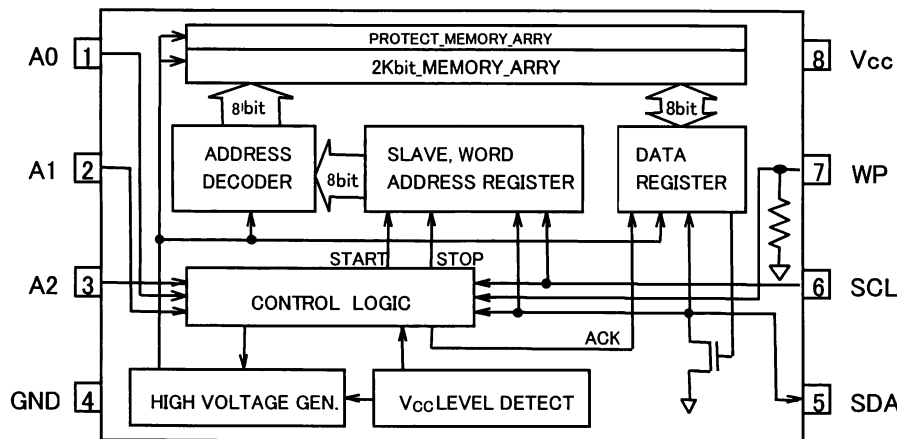 PROTECT_MEMORY_ARRY
A0 1
2Kbit_MEMORY_ARRY
8 Vcc
8bit
8bit
ADDRESS
DECODER
8bit
SLAVE, WORD
ADDRESS REGISTER
DATA
REGISTER
A1 2
7 WP
START
STOP
A2 3
CONTROL LOGIC
6 SCL
ACK
GND 4
HIGH VOLTAGE GEN.
VCC LEVEL DETECT
5 SDA